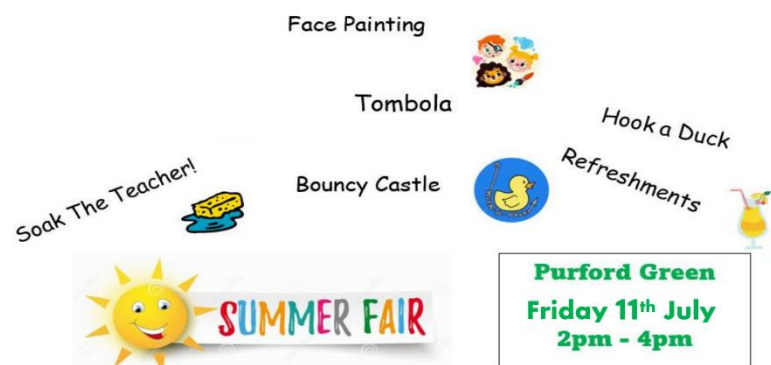 Face Painting
Tombola
Hook a Duck
Refreshments
Bouncy Castle
Soak The Teacher!
SUMMER FAIR
Purford Green
Friday 11th July
2pm - 4pm